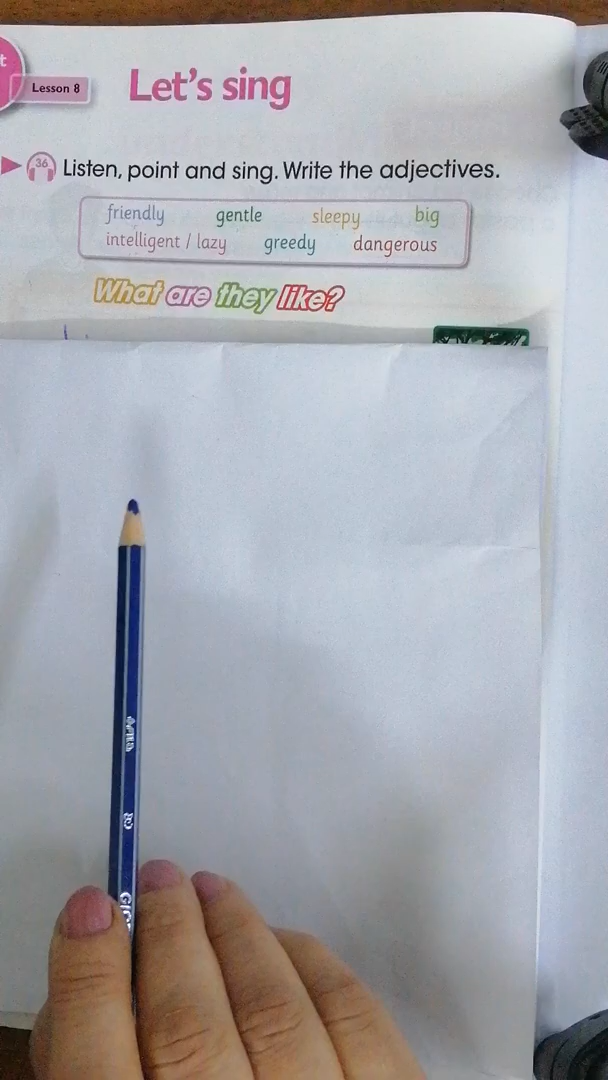 t
Lesson 8
Let's sing
36 Listen, point and sing. Write the adjectives.
friendly gentle sleepy big
intelligent / lazy greedy dangerous
What are they like?